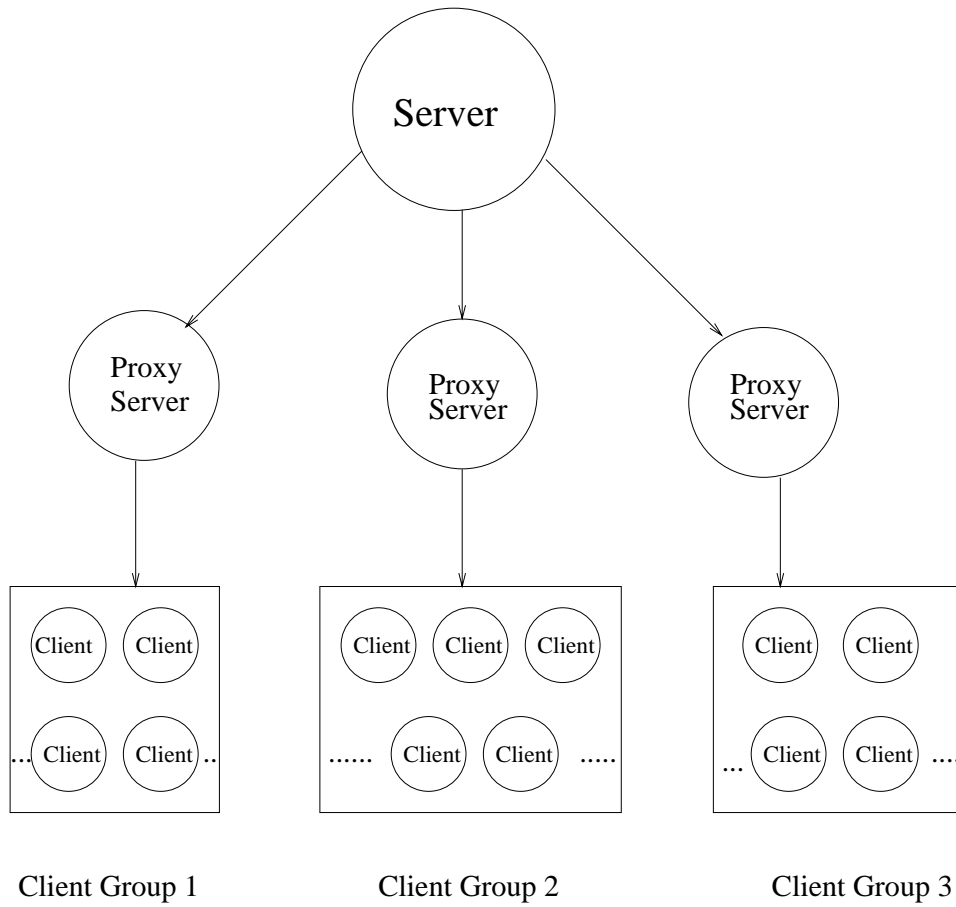 Server
Proxy
Server
Proxy
Server
Proxy
Server
Client Client
Client Client Client
Client Client
... Client Client ..
...... Client Client .....
... Client Client ....
Client Group 1
Client Group 2
Client Group 3